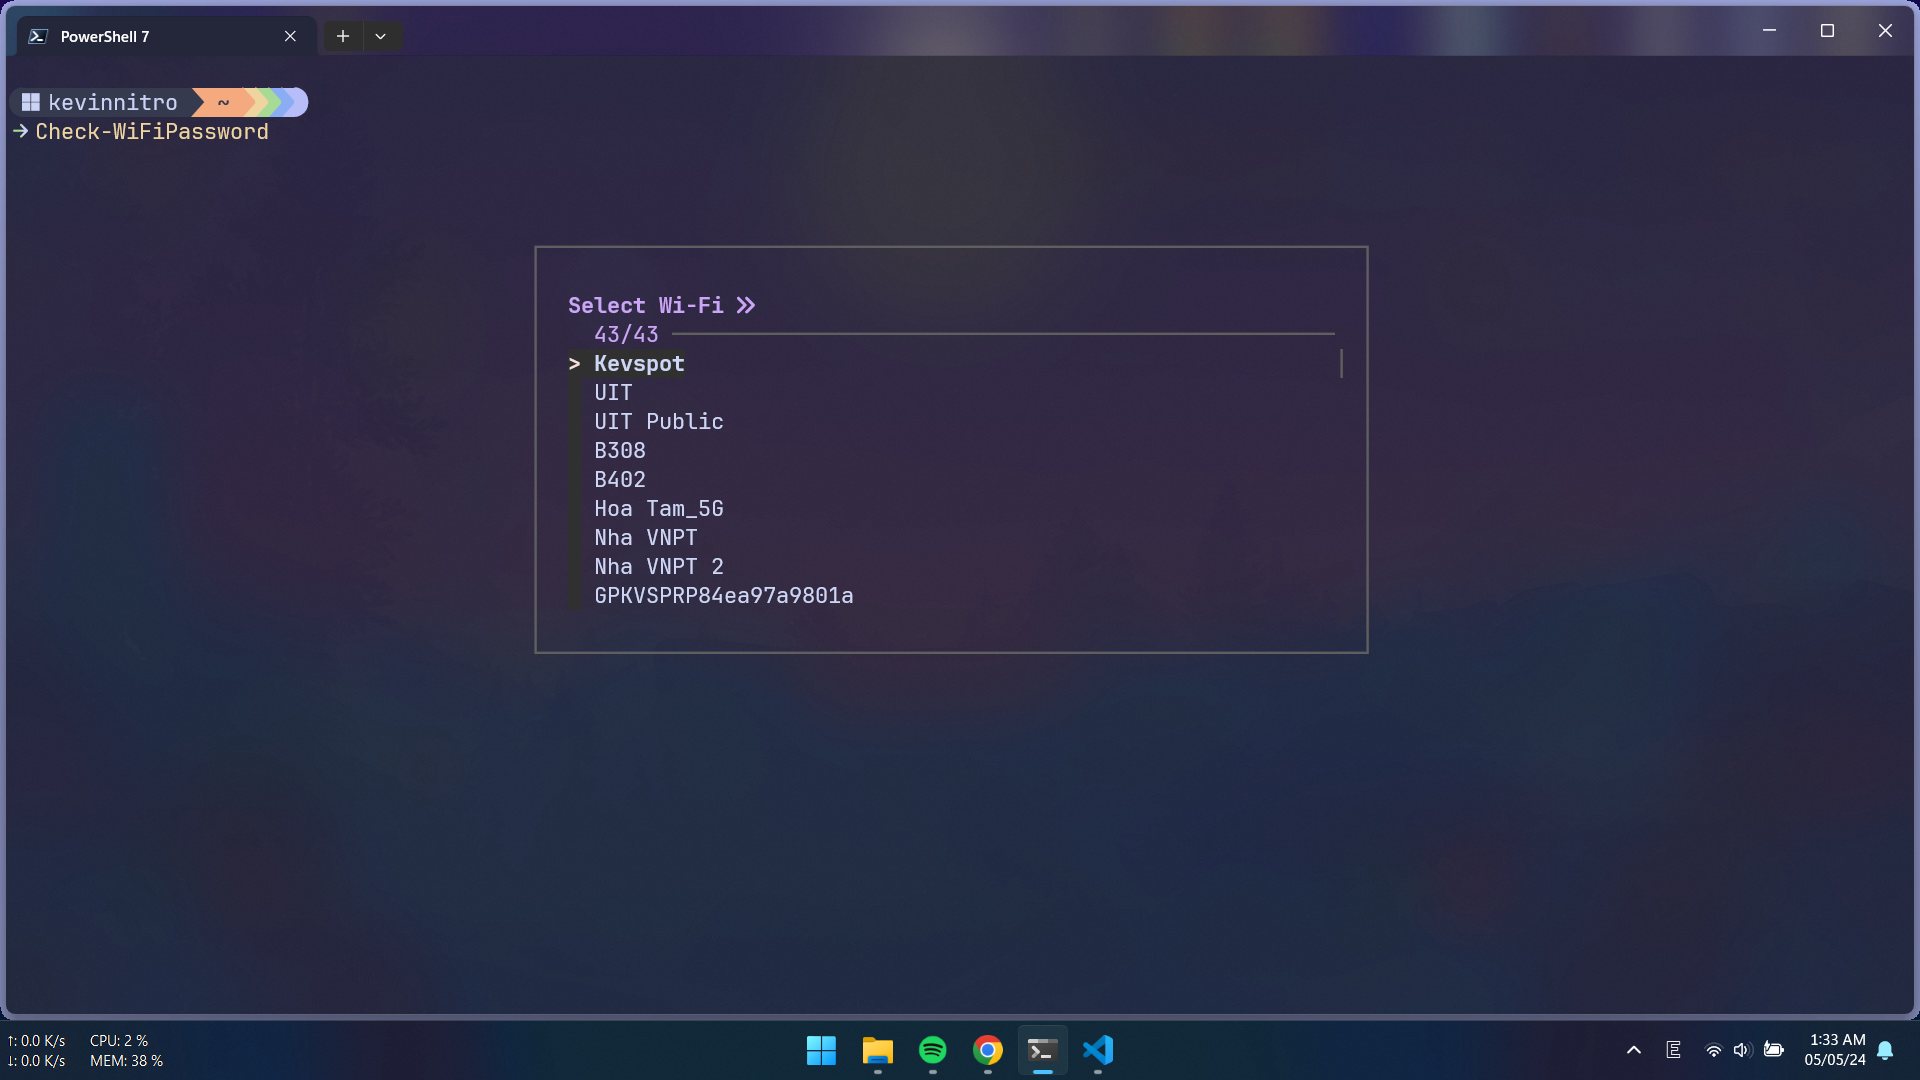 PowerShell 7
kevinnitro ~
→ Check-WiFiPassword
Select Wi-Fi »
43/43
> Kevspot
UIT
UIT Public
B308
B402
Hoa Tam_5G
Nha VNPT
Nha VNPT 2
GPKVSPRP84ea97a9801a
↑: 0.0 K/s CPU: 2 %
↓: 0.0 K/s MEM: 38 %
E
1:33 AM
05/05/24